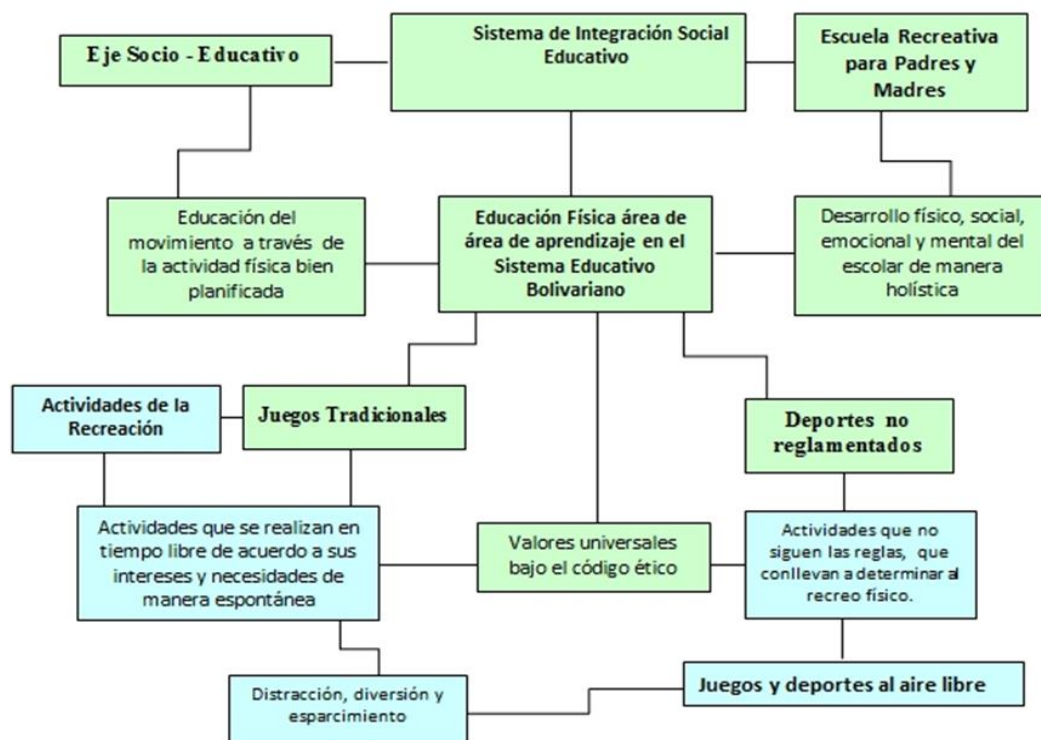 Eje Socio - Educativo
Sistema de Integración Social
Educativo
Escuela Recreativa
para Padres y
Madres
Educación del
movimiento a través de
la actividad física bien
planificada
Educación Física área de
área de aprendizaje en el
Sistema Educativo
Bolivariano
Desarrollo físico, social,
emocional y mental del
escolar de manera
holística
Actividades de la
Recreación
Juegos Tradicionales
Deportes no
reglamentados
Actividades que se realizan en
tiempo libre de acuerdo a sus
intereses y necesidades de
manera espontánea
Valores universales
bajo el código ético
Actividades que no
siguen las reglas, que
conllevan a determinar al
recreo físico.
Distracción, diversión y
esparcimiento
Juegos y deportes al aire libre